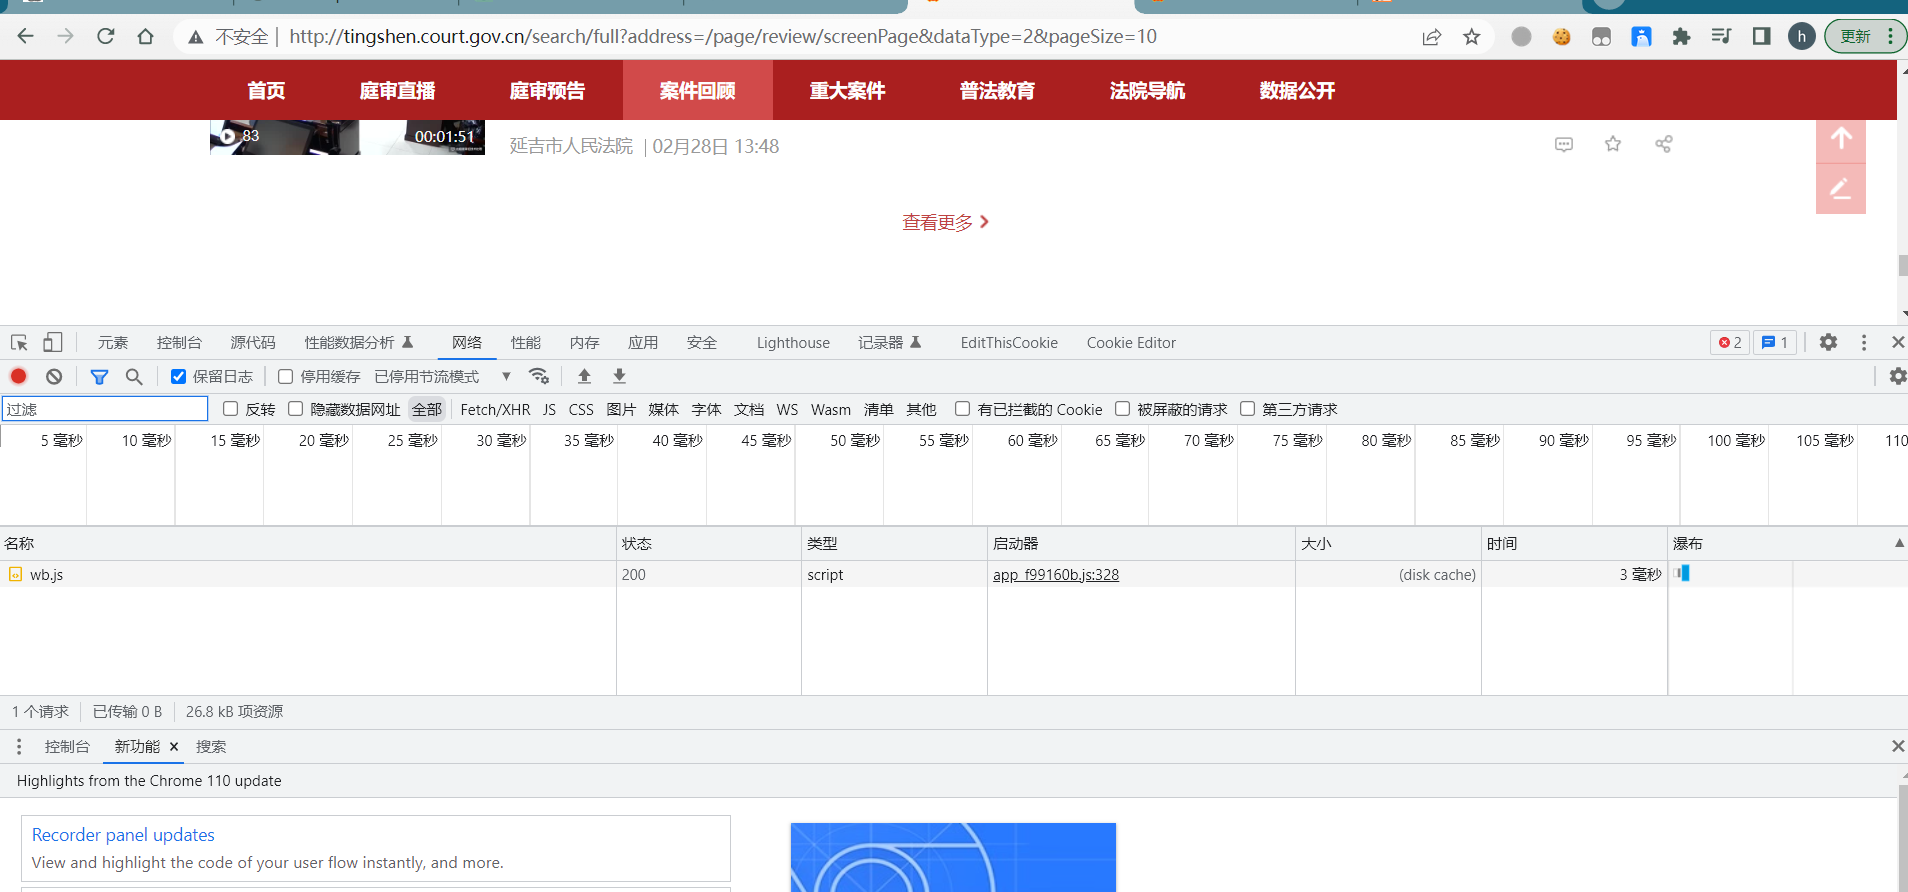 不安全 | http://tingshen.court.gov.cn/search/full?address=/page/review/screenPage&dataType=2&pageSize=10
h
更新
首页 庭审直播 庭审预告 案件回顾 重大案件 普法教育 法院导航 数据公开
83 00:01:51
延吉市人民法院 | 02月28日 13:48
查看更多
元素 控制台 源代码 性能数据分析 网络 性能 内存 应用 安全 Lighthouse 记录器 EditThisCookie Cookie Editor 2 1
保留日志 停用缓存 已停用节流模式
过滤 反转 隐藏数据网址 全部 Fetch/XHR JS CSS 图片 媒体 字体 文档 WS Wasm 清单 其他 有已拦截的 Cookie 被屏蔽的请求 第三方请求
5 毫秒 10 毫秒 15 毫秒 20 毫秒 25 毫秒 30 毫秒 35 毫秒 40 毫秒 45 毫秒 50 毫秒 55 毫秒 60 毫秒 65 毫秒 70 毫秒 75 毫秒 80 毫秒 85 毫秒 90 毫秒 95 毫秒 100 毫秒 105 毫秒 110
名称 状态 类型 启动器 大小 时间 瀑布
wb.js 200 script app_f99160b.js:328 (disk cache) 3 毫秒
1 个请求 已传输 0 B 26.8 kB 项资源
控制台 新功能 搜索
Highlights from the Chrome 110 update
Recorder panel updates
View and highlight the code of your user flow instantly, and more.